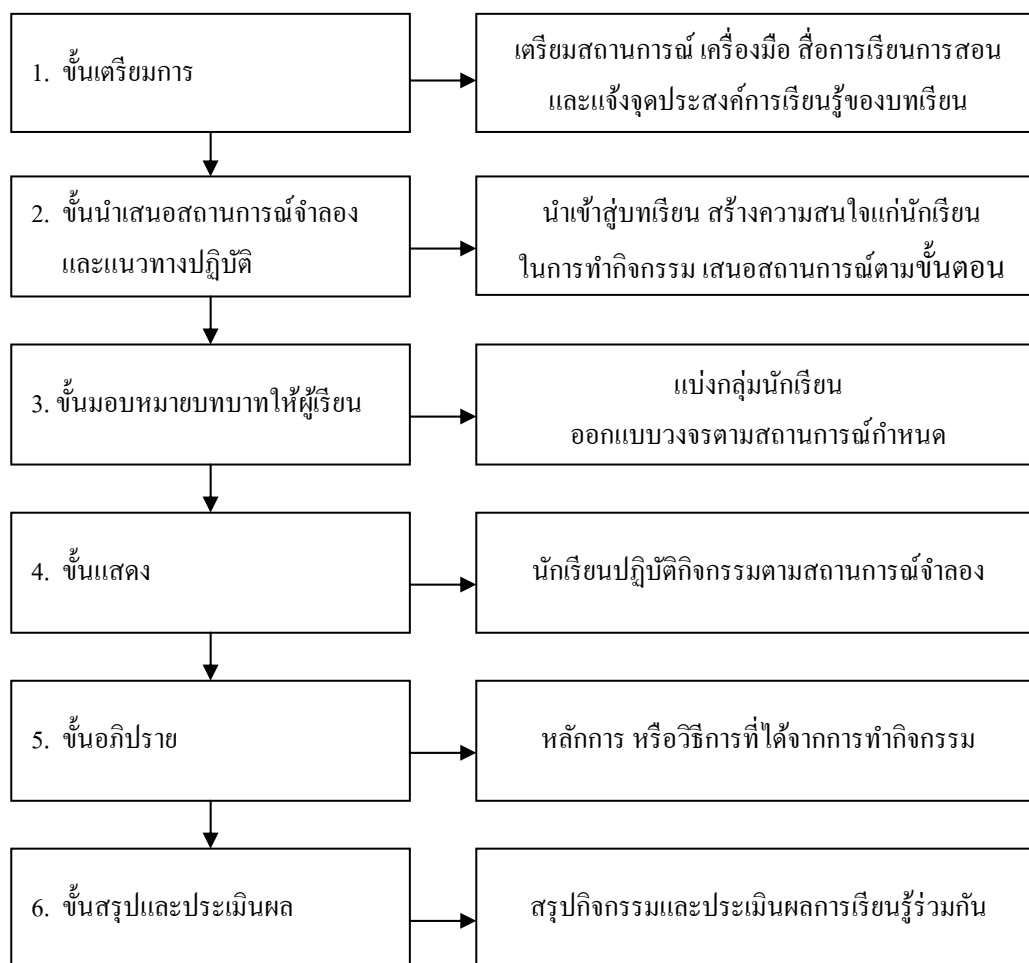 1. ขั้นเตรียมการ
เตรียมสถานการณ์ เครื่องมือ สื่อการเรียนการสอน
และแจ้งจุดประสงค์การเรียนรู้ของบทเรียน
2. ขั้นนำเสนอสถานการณ์จำลอง
และแนวทางปฏิบัติ
นำเข้าสู่บทเรียน สร้างความสนใจแก่นักเรียน
ในการทำกิจกรรม เสนอสถานการณ์ตามขั้นตอน
3. ขั้นมอบหมายบทบาทให้ผู้เรียน
แบ่งกลุ่มนักเรียน
ออกแบบวงจรตามสถานการณ์กำหนด
4. ขั้นแสดง
นักเรียนปฏิบัติกิจกรรมตามสถานการณ์จำลอง
5. ขั้นอภิปราย
หลักการ หรือวิธีการที่ได้จากการทำกิจกรรม
6. ขั้นสรุปและประเมินผล
สรุปกิจกรรมและประเมินผลการเรียนรู้ร่วมกัน